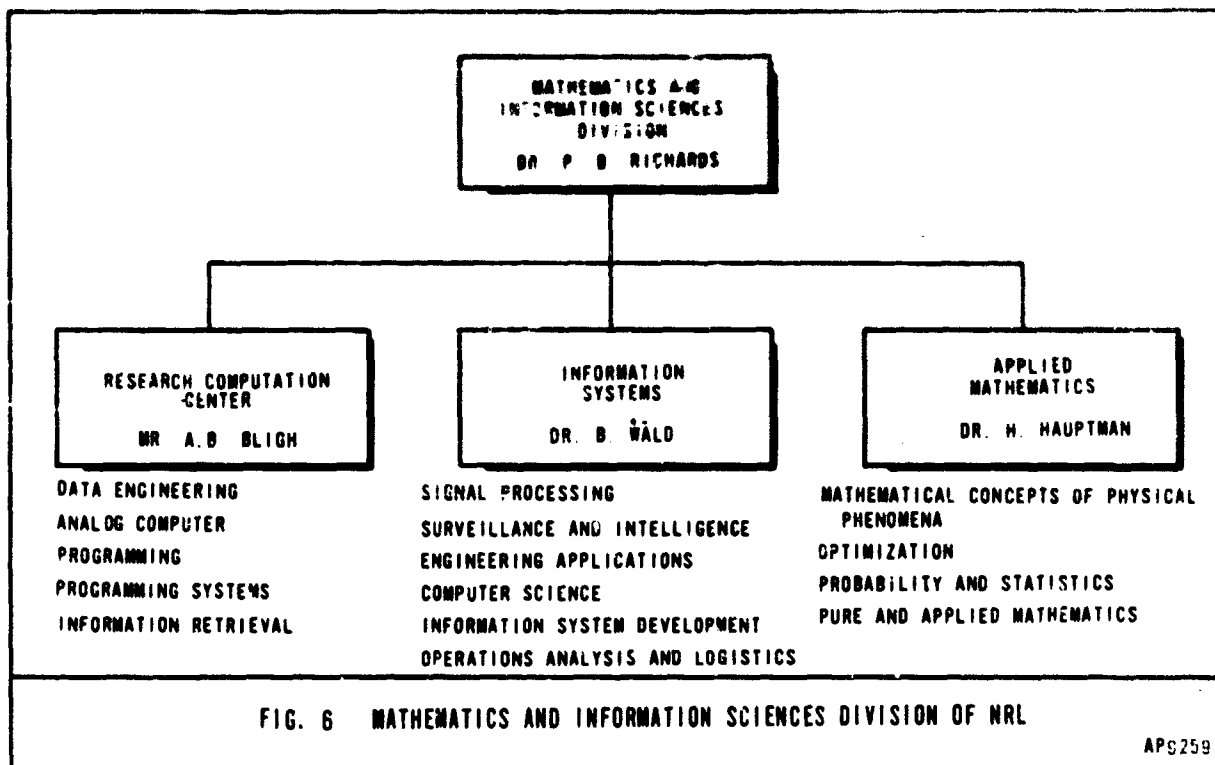 MATHEMATICS AND
INFORMATION SCIENCES
DIVISION
DR P B RICHARDS
RESEARCH COMPUTATION
CENTER
MR A.B BLIGH
INFORMATION
SYSTEMS
DR. B. WALD
APPLIED
MATHEMATICS
DR. H. HAUPTMAN
DATA ENGINEERING
ANALOG COMPUTER
PROGRAMMING
PROGRAMMING SYSTEMS
INFORMATION RETRIEVAL
SIGNAL PROCESSING
SURVEILLANCE AND INTELLIGENCE
ENGINEERING APPLICATIONS
COMPUTER SCIENCE
INFORMATION SYSTEM DEVELOPMENT
OPERATIONS ANALYSIS AND LOGISTICS
MATHEMATICAL CONCEPTS OF PHYSICAL
PHENOMENA
OPTIMIZATION
PROBABILITY AND STATISTICS
PURE AND APPLIED MATHEMATICS
FIG. 6 MATHEMATICS AND INFORMATION SCIENCES DIVISION OF NRL